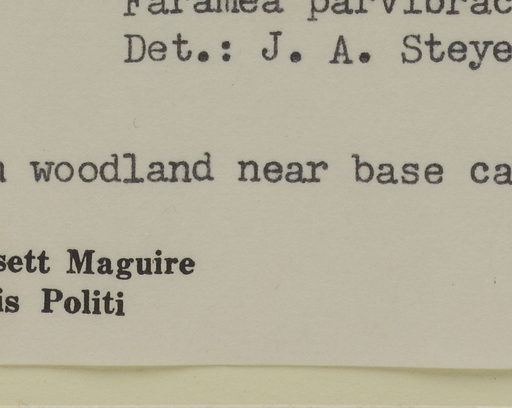 Faramea parvibrac
Det.: J. A. Steye
woodland near base ca
sett Maguire
is Politi